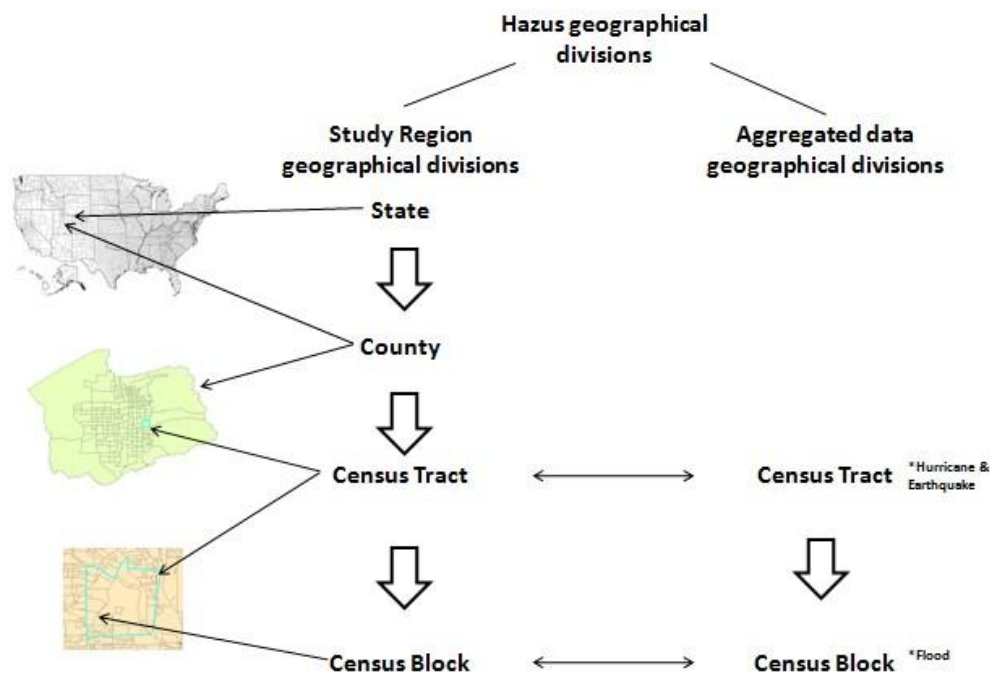 Hazus geographical
divisions
Study Region
geographical divisions
Aggregated data
geographical divisions
State
County
Census Tract
Census Tract
*Hurricane &
Earthquake
Census Block
Census Block
*Flood